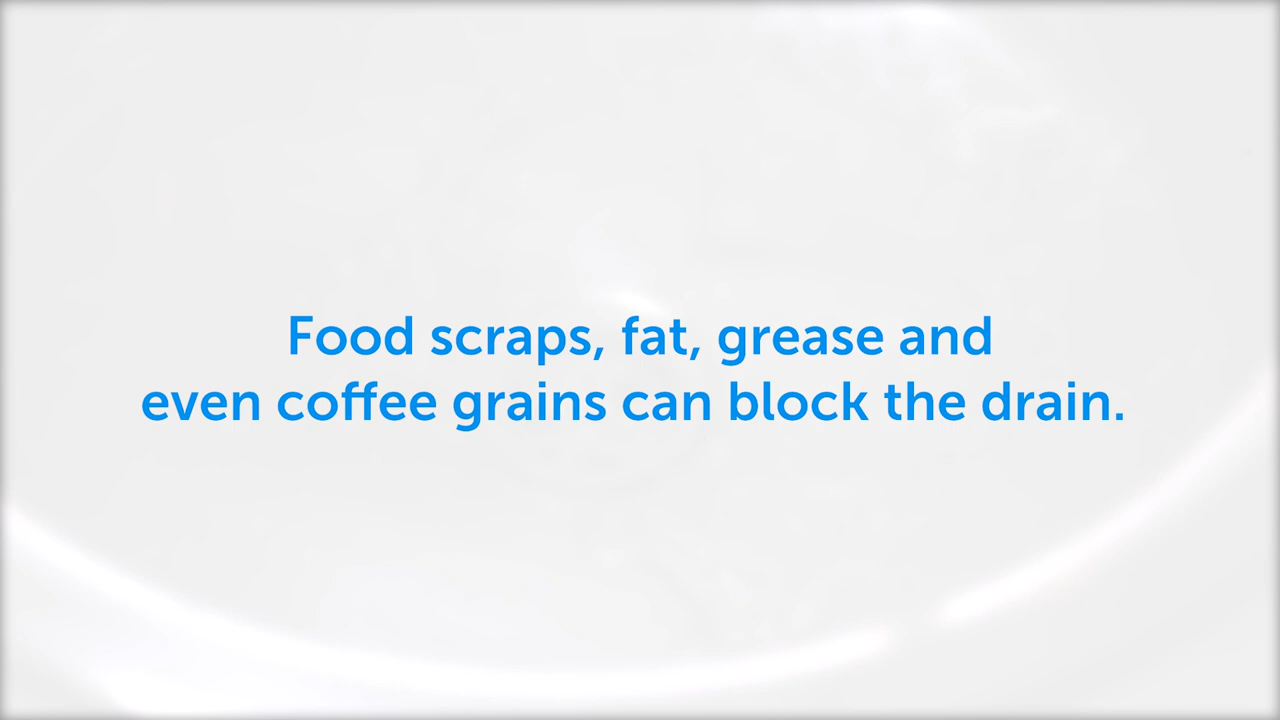 Food scraps, fat, grease and
even coffee grains can block the drain.